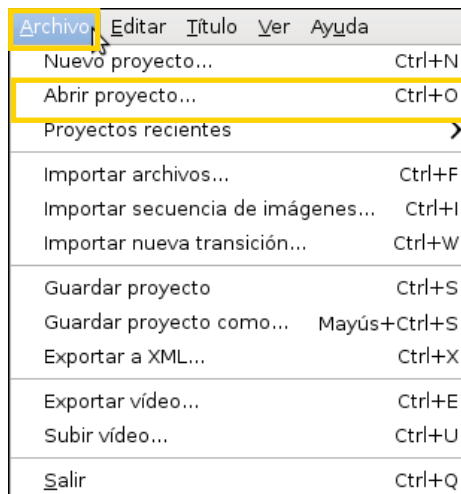 Archivo Editar Título Ver Ayuda
Nuevo proyecto... Ctrl+N
Abrir proyecto... Ctrl+O
Proyectos recientes
Importar archivos... Ctrl+F
Importar secuencia de imágenes... Ctrl+I
Importar nueva transición... Ctrl+W
Guardar proyecto Ctrl+S
Guardar proyecto como... Mayús+Ctrl+S
Exportar a XML... Ctrl+X
Exportar vídeo... Ctrl+E
Subir vídeo... Ctrl+U
Salir Ctrl+Q